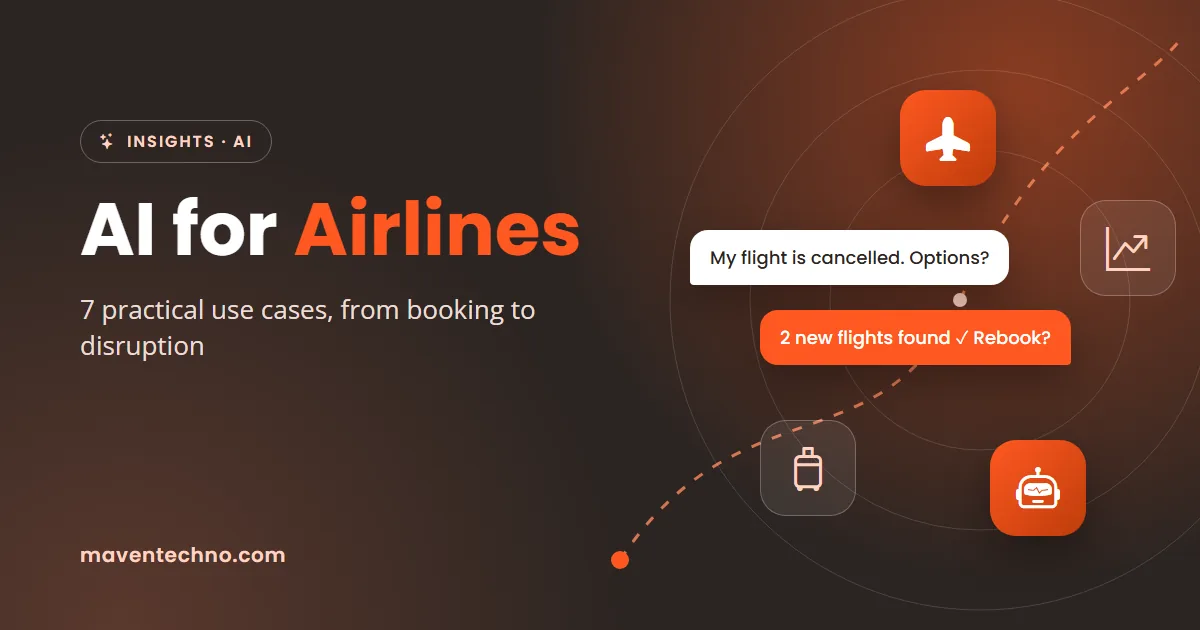 INSIGHTS · AI
AI for Airlines
7 practical use cases, from booking to
disruption
My flight is cancelled. Options?
2 new flights found ✓ Rebook?
maventechno.com